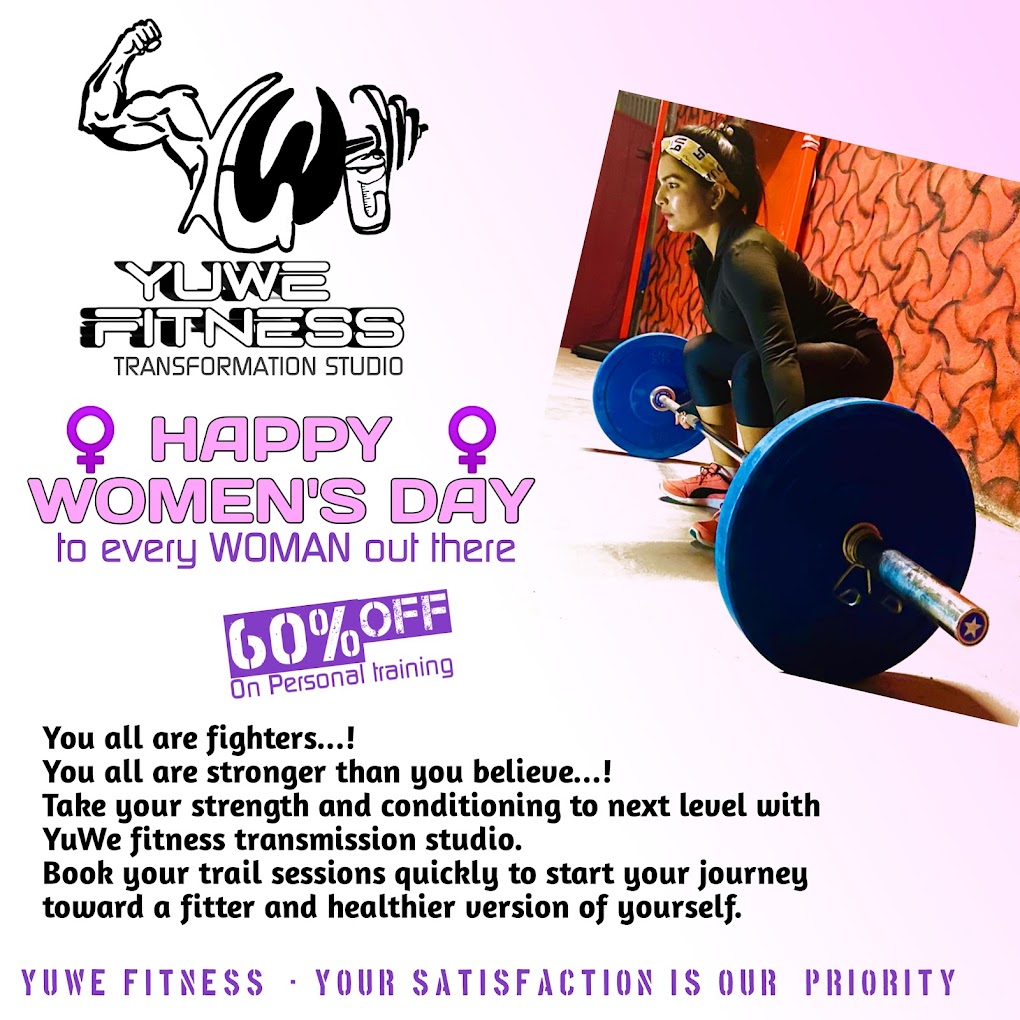 YUWE
FITNESS
TRANSFORMATION STUDIO
HAPPY
WOMEN'S DAY
to every WOMAN out there
60% OFF
On Personal training
You all are fighters...!
You all are stronger than you believe...!
Take your strength and conditioning to next level with
YuWe fitness transmission studio.
Book your trail sessions quickly to start your journey
toward a fitter and healthier version of yourself.
YUWE FITNESS - YOUR SATISFACTION IS OUR PRIORITY